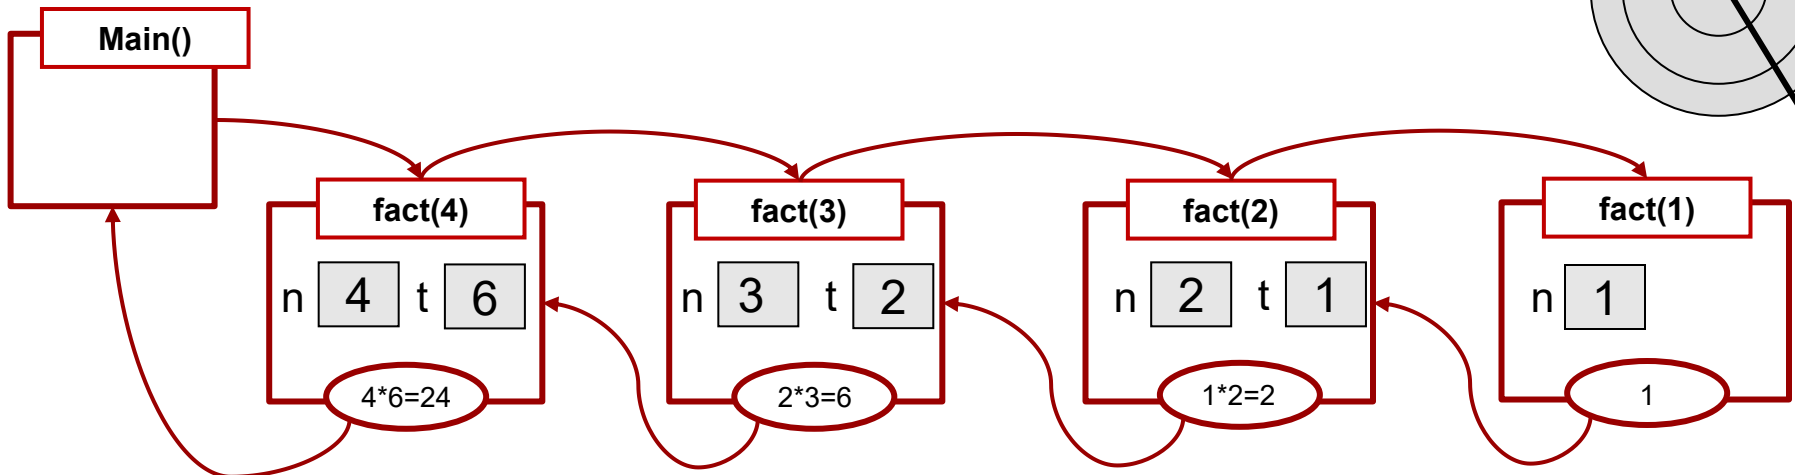 Main()
fact(4)
fact(3)
fact(2)
fact(1)
n 4 t 6
n 3 t 2
n 2 t 1
n 1
4*6=24
2*3=6
1*2=2
1